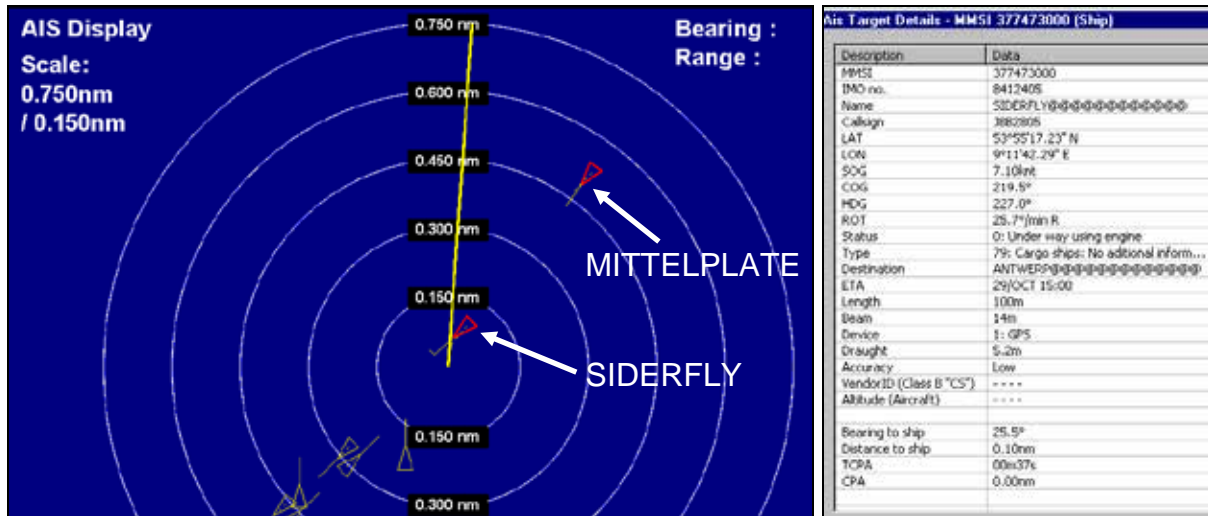 AIS Display
Scale:
0.750nm
/ 0.150nm
Bearing :
Range :
0.750 nm
0.600 nm
0.450 nm
0.300 nm
0.150 nm
MITTELPLATE
SIDERFLY
0.150 nm
0.300 nm
Ais Target Details - MMSI 377473000 (Ship)
Description Data
MMSI 377473000
IMO no. 8412405
Name SIDERFLY@@@@@@@@@@@@
Callsign J8B2805
LAT 53°55'17.23" N
LON 9°11'42.29" E
SOG 7.10knt
COG 219.5°
HDG 227.0°
ROT 25.7°/min R
Status 0: Under way using engine
Type 79: Cargo ships: No aditional inform...
Destination ANTWERP@@@@@@@@@@@@@
ETA 29/OCT 15:00
Length 100m
Beam 14m
Device 1: GPS
Draught 5.2m
Accuracy Low
VendorID (Class B "CS") - - - -
Altitude (Aircraft) - - - -
Bearing to ship 25.5°
Distance to ship 0.10nm
TCPA 00m37s
CPA 0.00nm